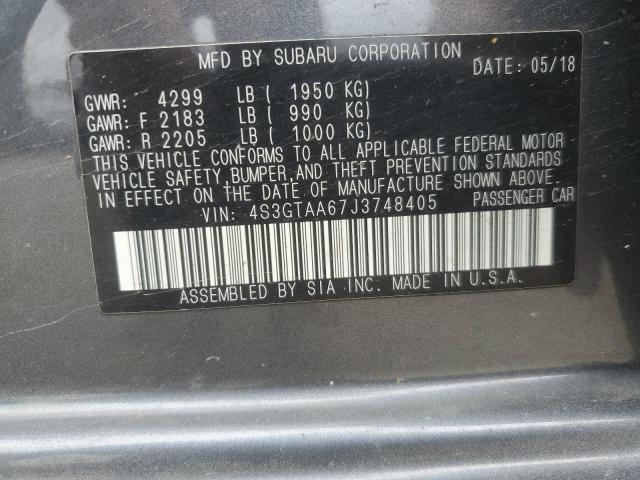 MFD BY SUBARU CORPORATION
DATE: 05/18
GVWR: 4299 LB ( 1950 KG)
GAWR: F 2183 LB ( 990 KG)
GAWR: R 2205 LB ( 1000 KG)
THIS VEHICLE CONFORMS TO ALL APPLICABLE FEDERAL MOTOR
VEHICLE SAFETY, BUMPER, AND THEFT PREVENTION STANDARDS
IN EFFECT ON THE DATE OF MANUFACTURE SHOWN ABOVE.
VIN: 4S3GTAA67J3748405 PASSENGER CAR
ASSEMBLED BY SIA INC. MADE IN U.S.A.